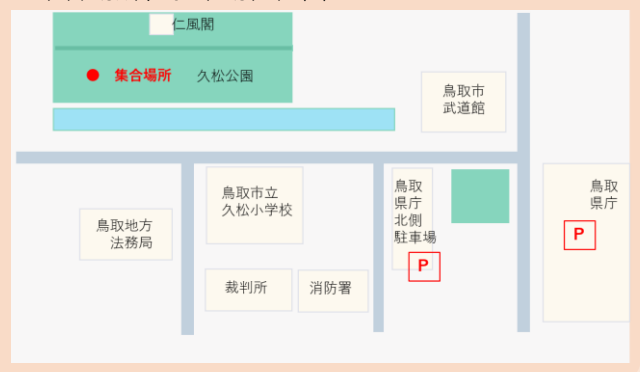 仁風閣
集合場所
久松公園
鳥取市
武道館
鳥取市立
久松小学校
鳥取
県庁
北側
駐車場
鳥取
県庁
鳥取地方
法務局
P
P
裁判所
消防署